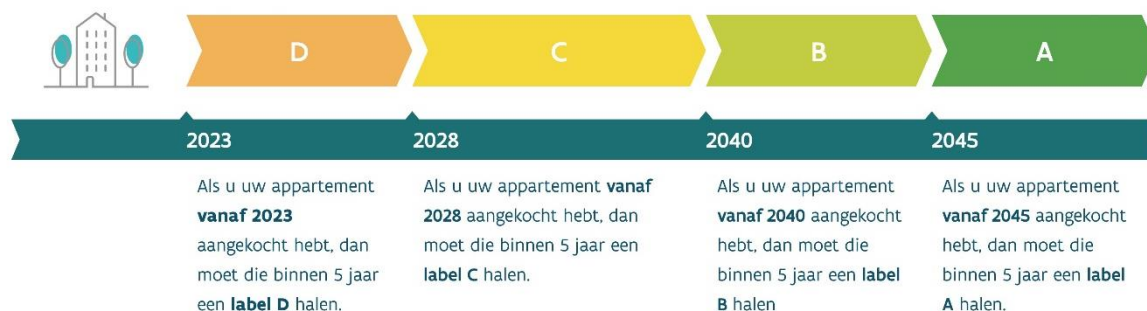 D
C
B
A
2023
2028
2040
2045
Als u uw appartement
vanaf 2023
aangekocht hebt, dan
moet die binnen 5 jaar
een label D halen.
Als u uw appartement vanaf
2028 aangekocht hebt, dan
moet die binnen 5 jaar een
label C halen.
Als u uw appartement
vanaf 2040 aangekocht
hebt, dan moet die
binnen 5 jaar een label
B halen
Als u uw appartement
vanaf 2045 aangekocht
hebt, dan moet die
binnen 5 jaar een label
A halen.